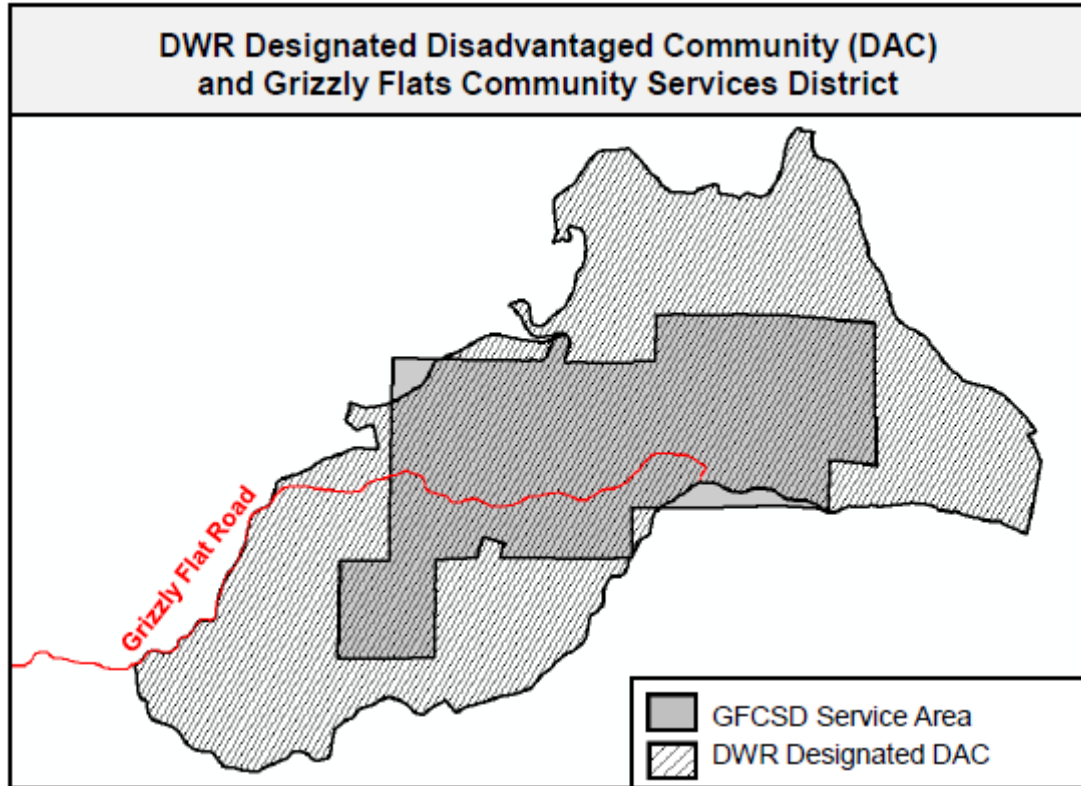 DWR Designated Disadvantaged Community (DAC)
and Grizzly Flats Community Services District
Grizzly Flat Road
GFCSD Service Area
DWR Designated DAC